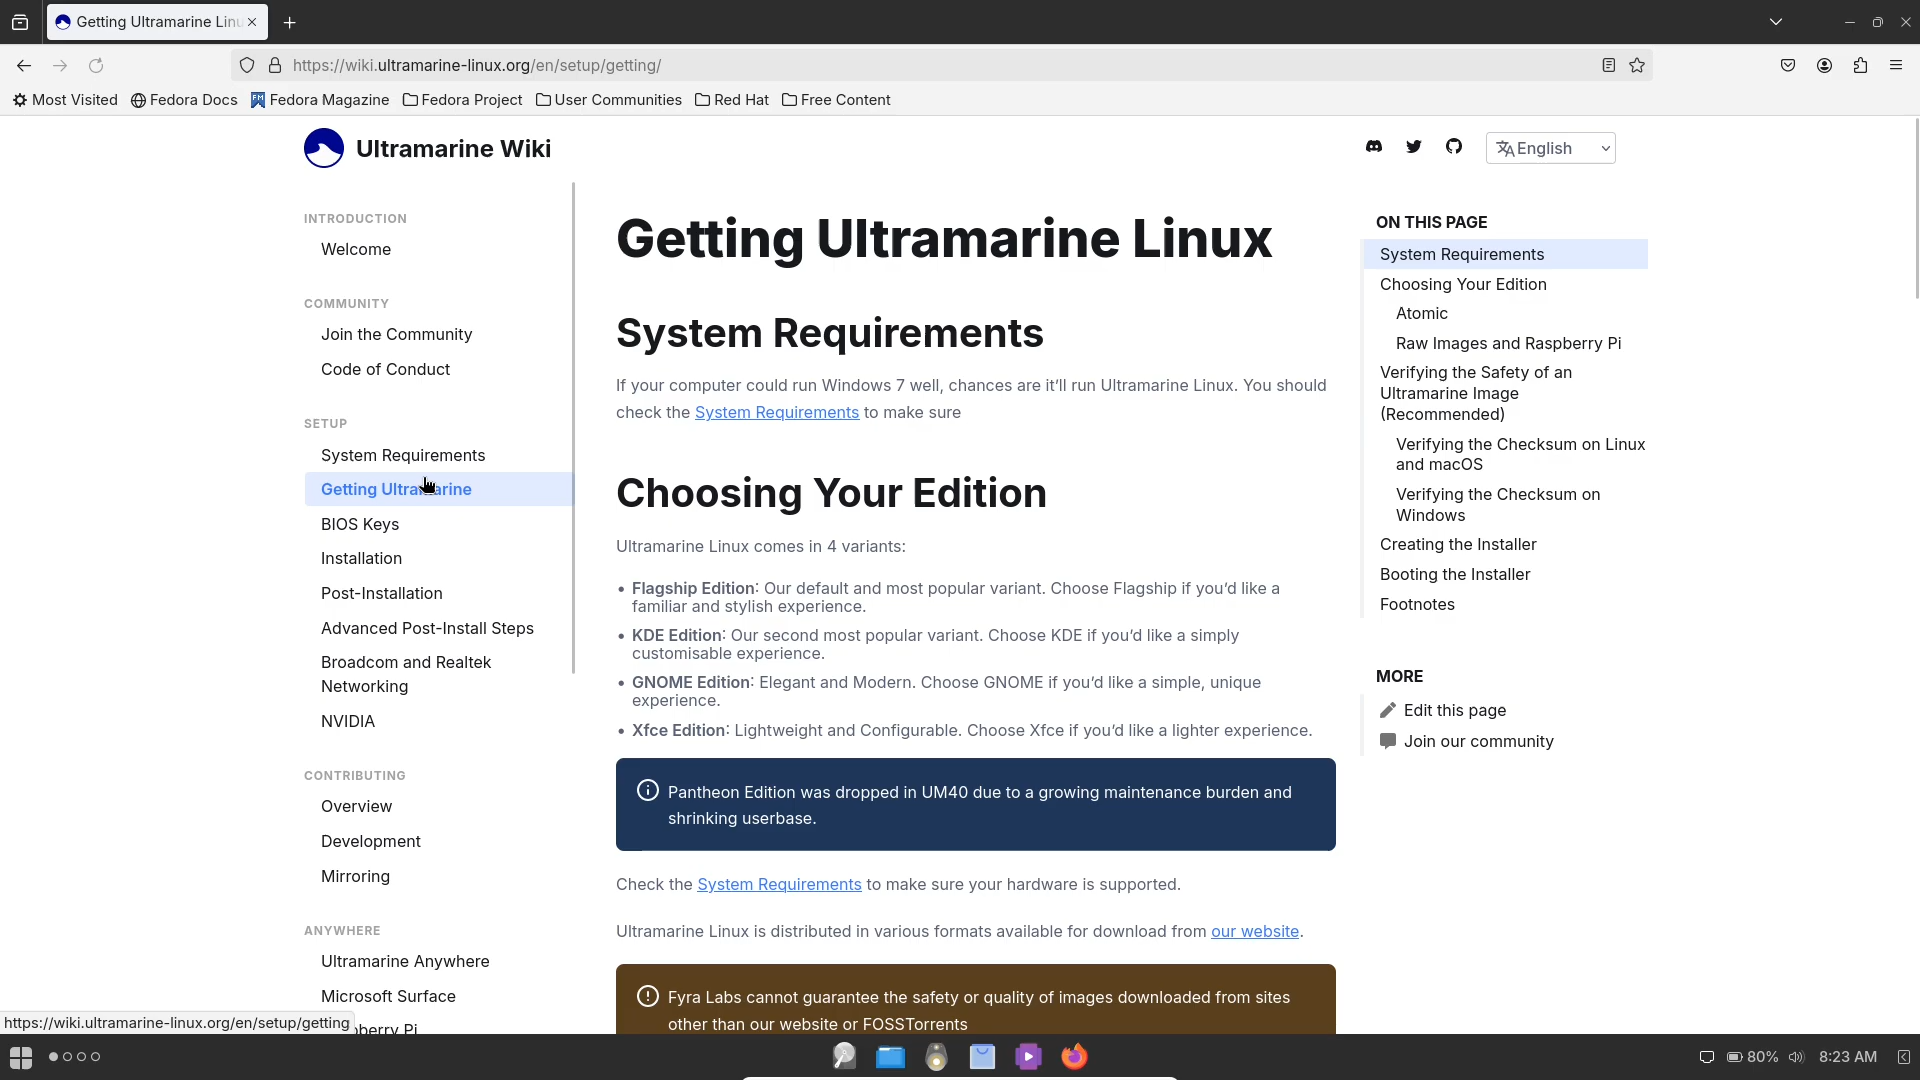 Getting Ultramarine Linu
https://wiki.ultramarine-linux.org/en/setup/getting/
Most Visited
Fedora Docs
Fedora Magazine
Fedora Project
User Communities
Red Hat
Free Content
Ultramarine Wiki
English
INTRODUCTION
Welcome
COMMUNITY
Join the Community
Code of Conduct
SETUP
System Requirements
Getting Ultramarine
BIOS Keys
Installation
Post-Installation
Advanced Post-Install Steps
Broadcom and Realtek
Networking
NVIDIA
CONTRIBUTING
Overview
Development
Mirroring
ANYWHERE
Ultramarine Anywhere
Microsoft Surface
pberry Pi
https://wiki.ultramarine-linux.org/en/setup/getting
Getting Ultramarine Linux
System Requirements
If your computer could run Windows 7 well, chances are it’ll run Ultramarine Linux. You should
check the System Requirements to make sure
Choosing Your Edition
Ultramarine Linux comes in 4 variants:
• Flagship Edition: Our default and most popular variant. Choose Flagship if you’d like a
familiar and stylish experience.
• KDE Edition: Our second most popular variant. Choose KDE if you’d like a simply
customisable experience.
• GNOME Edition: Elegant and Modern. Choose GNOME if you’d like a simple, unique
experience.
• Xfce Edition: Lightweight and Configurable. Choose Xfce if you’d like a lighter experience.
Pantheon Edition was dropped in UM40 due to a growing maintenance burden and
shrinking userbase.
Check the System Requirements to make sure your hardware is supported.
Ultramarine Linux is distributed in various formats available for download from our website.
Fyra Labs cannot guarantee the safety or quality of images downloaded from sites
other than our website or FOSSTorrents
ON THIS PAGE
System Requirements
Choosing Your Edition
Atomic
Raw Images and Raspberry Pi
Verifying the Safety of an
Ultramarine Image
(Recommended)
Verifying the Checksum on Linux
and macOS
Verifying the Checksum on
Windows
Creating the Installer
Booting the Installer
Footnotes
MORE
Edit this page
Join our community
80%
8:23 AM